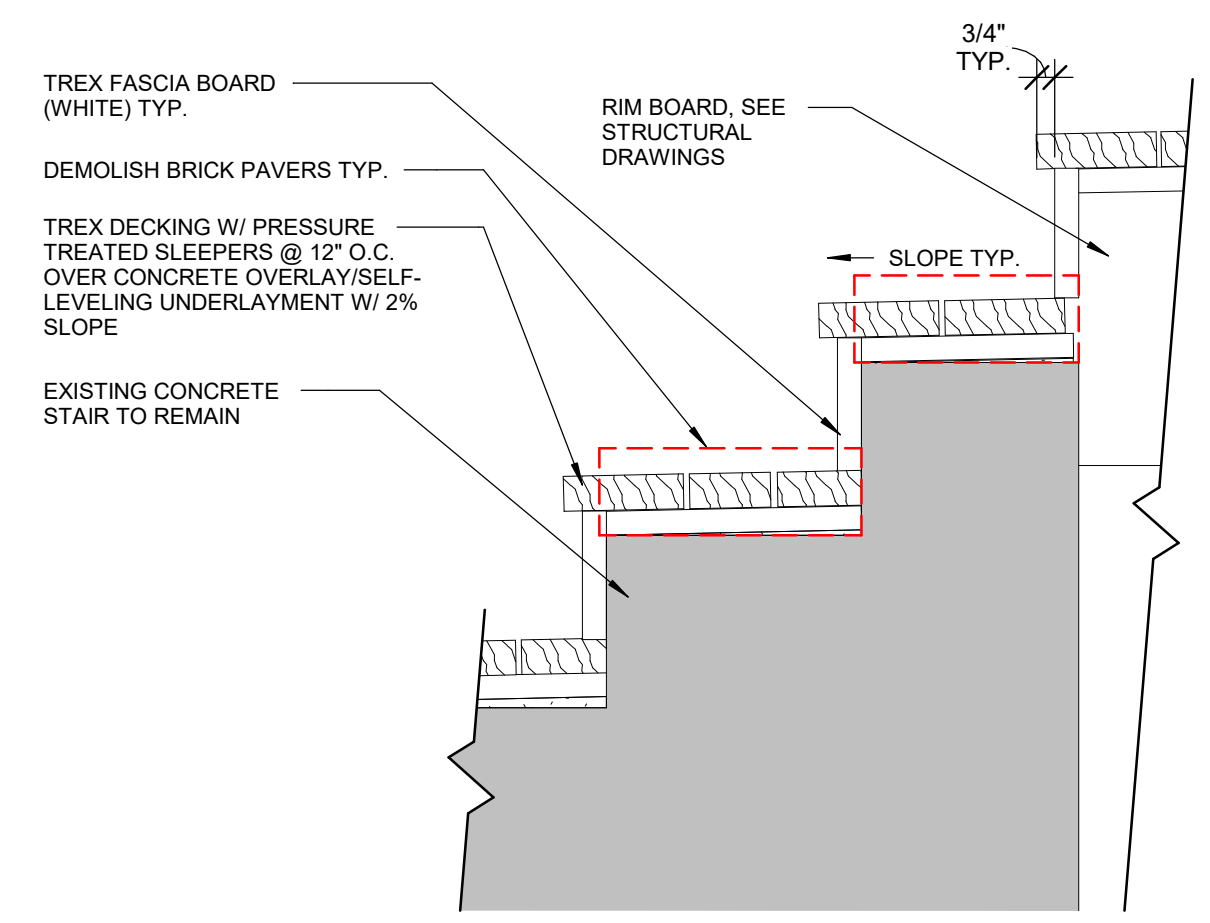 3/4"
TYP.
TREX FASCIA BOARD
(WHITE) TYP.
RIM BOARD, SEE
STRUCTURAL
DRAWINGS
DEMOLISH BRICK PAVERS TYP.
TREX DECKING W/ PRESSURE
TREATED SLEEPERS @ 12" O.C.
OVER CONCRETE OVERLAY/SELF-
LEVELING UNDERLAYMENT W/ 2%
SLOPE
SLOPE TYP.
EXISTING CONCRETE
STAIR TO REMAIN